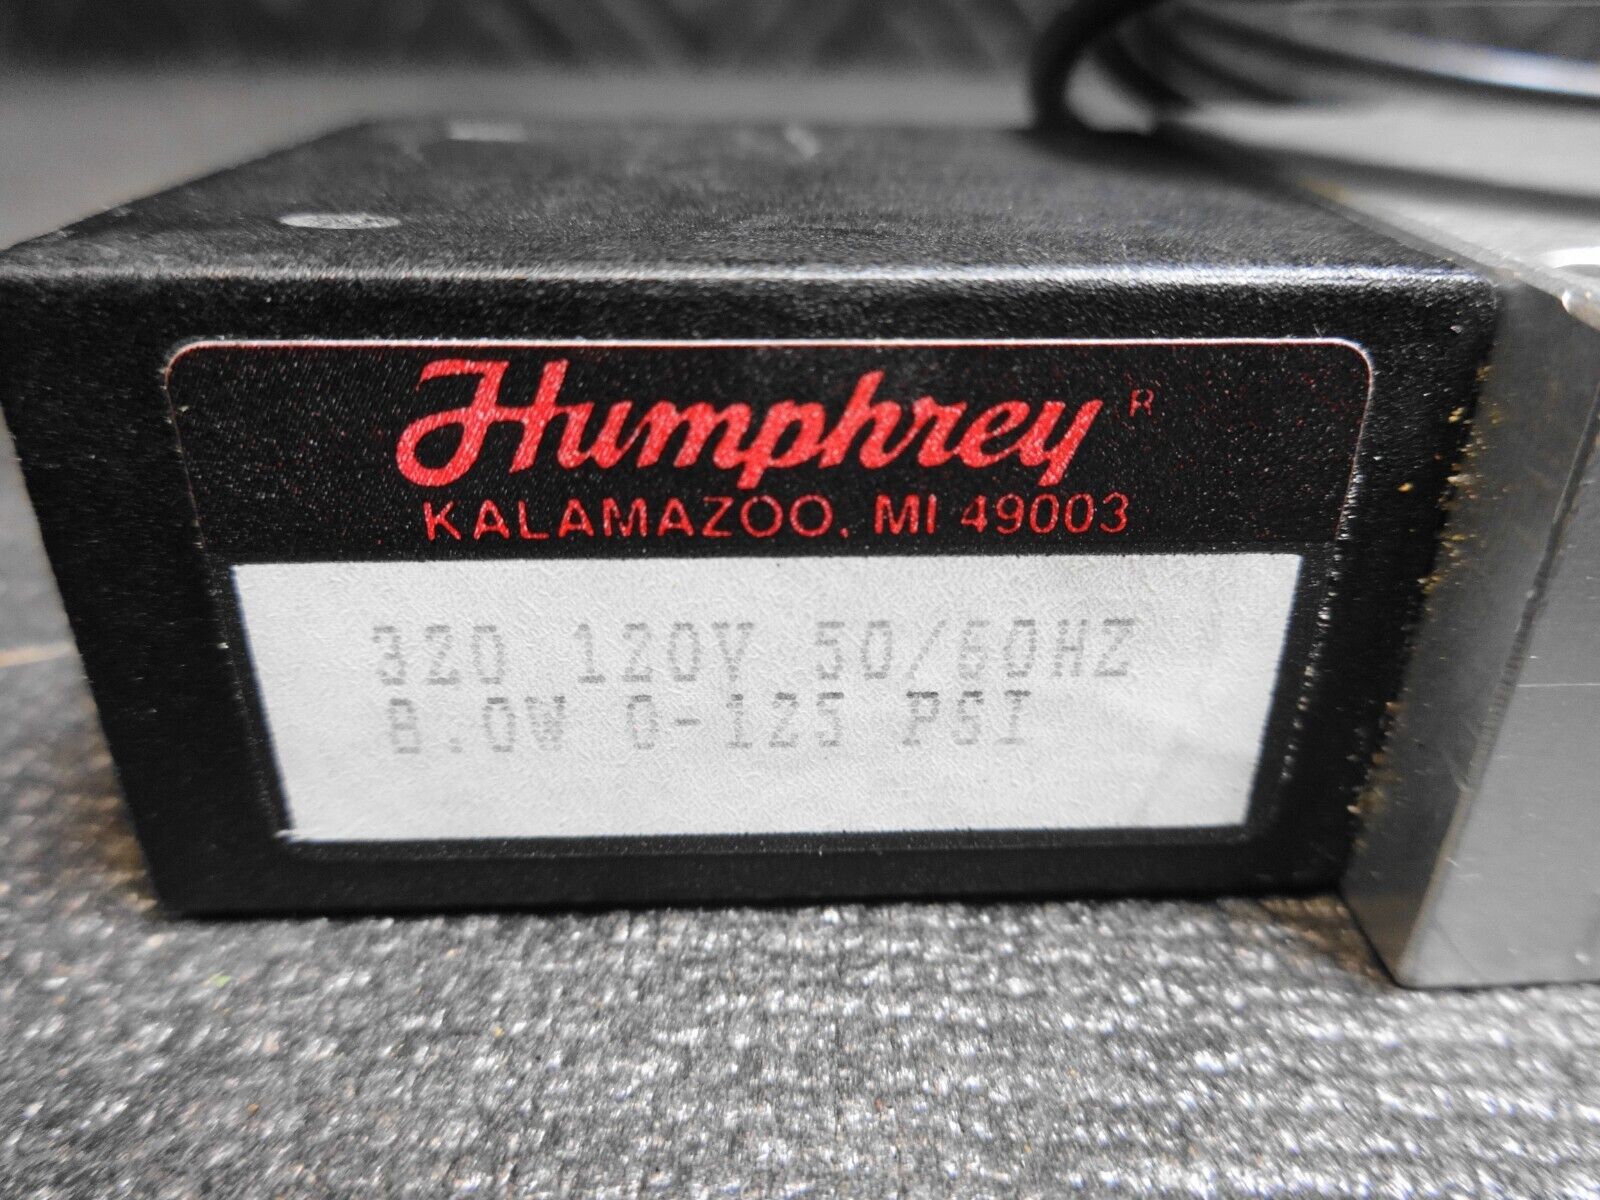 Humphrey R
KALAMAZOO, MI 49003
320 120V 50/60HZ
8.0W 0-125 PSI